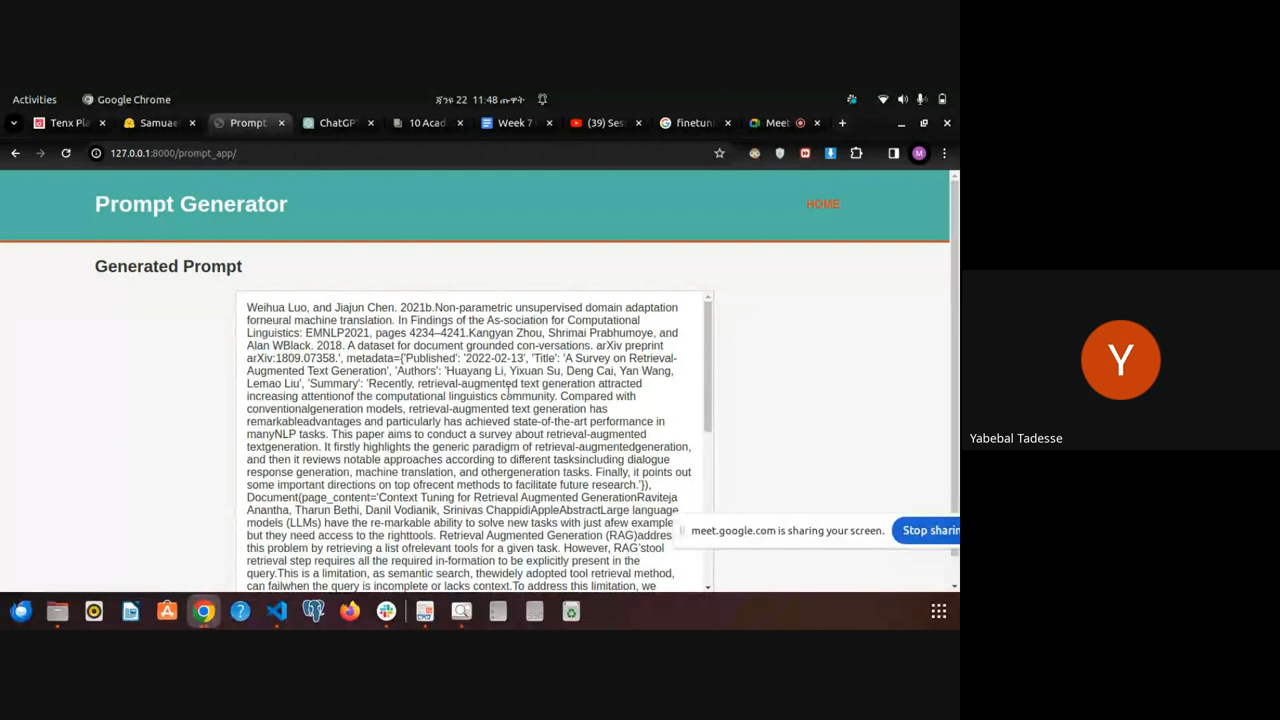 Activities
Google Chrome
ጃንዩ 22 11:48 ጡዋት
Tenx Pla
Samuae
Prompt
ChatGP
10 Acad
Week 7
(39) Ses
finetuni
Meet
127.0.0.1:8000/prompt_app/
M
Prompt Generator
HOME
Generated Prompt
Weihua Luo, and Jiajun Chen. 2021b.Non-parametric unsupervised domain adaptation
forneural machine translation. In Findings of the As-sociation for Computational
Linguistics: EMNLP2021, pages 4234–4241.Kangyan Zhou, Shrimai Prabhumoye, and
Alan WBlack. 2018. A dataset for document grounded con-versations. arXiv preprint
arXiv:1809.07358.', metadata={'Published': '2022-02-13', 'Title': 'A Survey on Retrieval-
Augmented Text Generation', 'Authors': 'Huayang Li, Yixuan Su, Deng Cai, Yan Wang,
Lemao Liu', 'Summary': 'Recently, retrieval-augmented text generation attracted
increasing attentionof the computational linguistics community. Compared with
conventionalgeneration models, retrieval-augmented text generation has
remarkableadvantages and particularly has achieved state-of-the-art performance in
manyNLP tasks. This paper aims to conduct a survey about retrieval-augmented
textgeneration. It firstly highlights the generic paradigm of retrieval-augmentedgeneration,
and then it reviews notable approaches according to different tasksincluding dialogue
response generation, machine translation, and othergeneration tasks. Finally, it points out
some important directions on top ofrecent methods to facilitate future research.'}),
Document(page_content='Context Tuning for Retrieval Augmented GenerationRaviteja
Anantha, Tharun Bethi, Danil Vodianik, Srinivas ChappidiAppleAbstractLarge language
models (LLMs) have the re-markable ability to solve new tasks with just afew example
but they need access to the righttools. Retrieval Augmented Generation (RAG)address
this problem by retrieving a list ofrelevant tools for a given task. However, RAG'stool
retrieval step requires all the required in-formation to be explicitly present in the
query.This is a limitation, as semantic search, thewidely adopted tool retrieval method,
can failwhen the query is incomplete or lacks context.To address this limitation, we
meet.google.com is sharing your screen.
Stop sharin
Y
Yabebal Tadesse